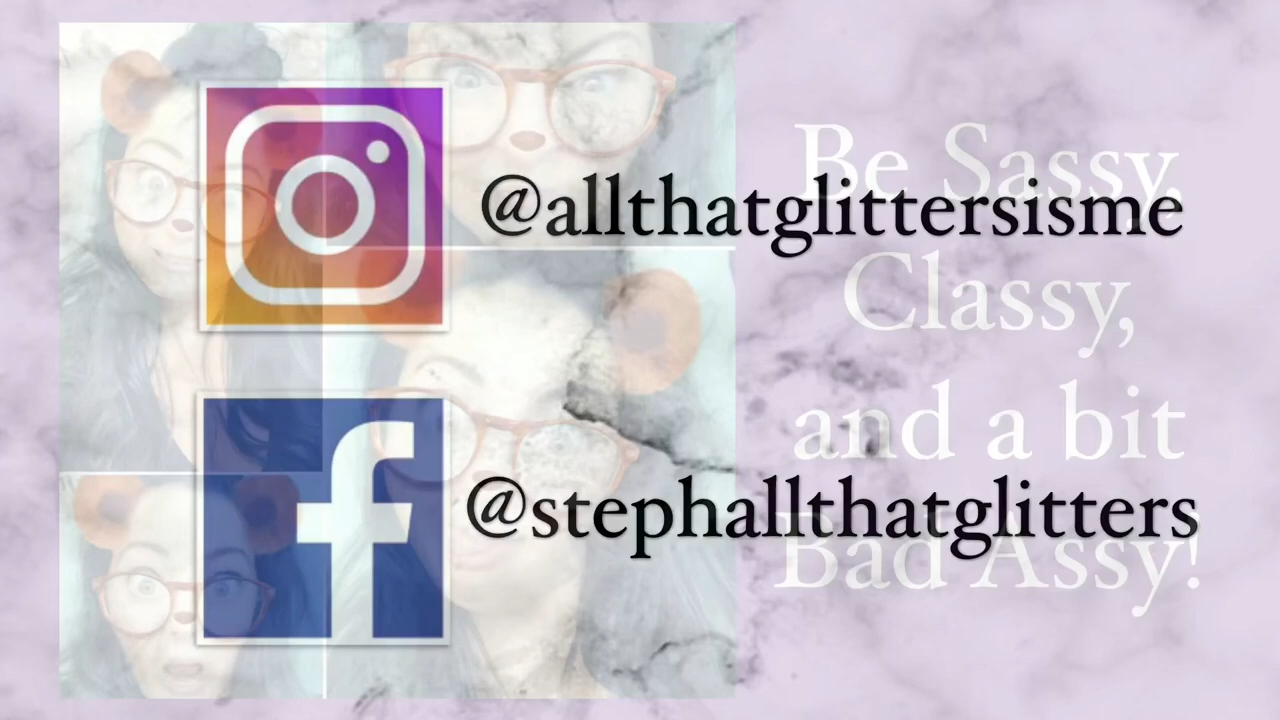 Be Sassy,
@allthatglittersisme
Classy,
and a bit
@stephallthatglitters
Bad Assy!